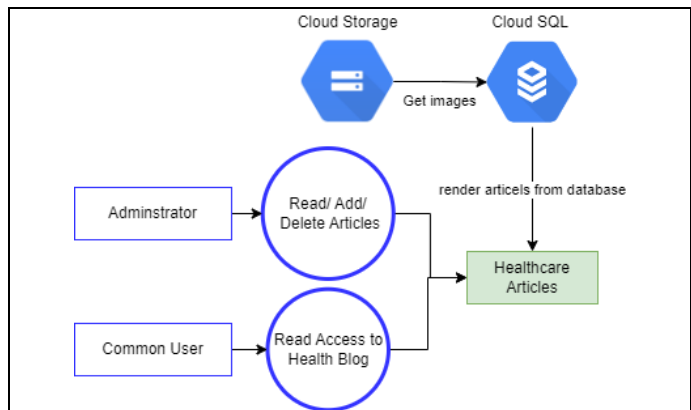 Cloud Storage
Cloud SQL
Get images
render articels from database
Adminstrator
Read/ Add/
Delete Articles
Healthcare
Articles
Common User
Read Access to
Health Blog